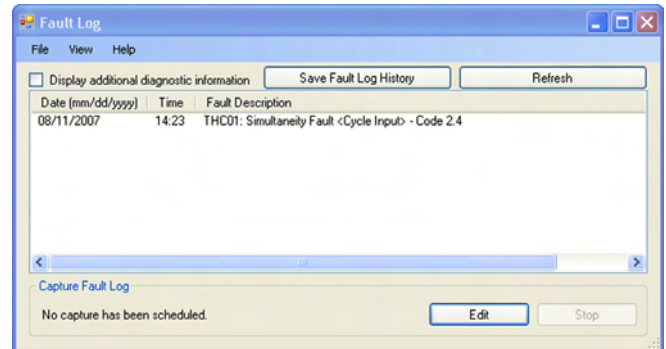 Fault Log
File View Help
Display additional diagnostic information Save Fault Log History Refresh
Date (mm/dd/yyyy) Time Fault Description
08/11/2007 14:23 THC01: Simultaneity Fault <Cycle Input> - Code 2.4
Capture Fault Log
No capture has been scheduled. Edit Stop